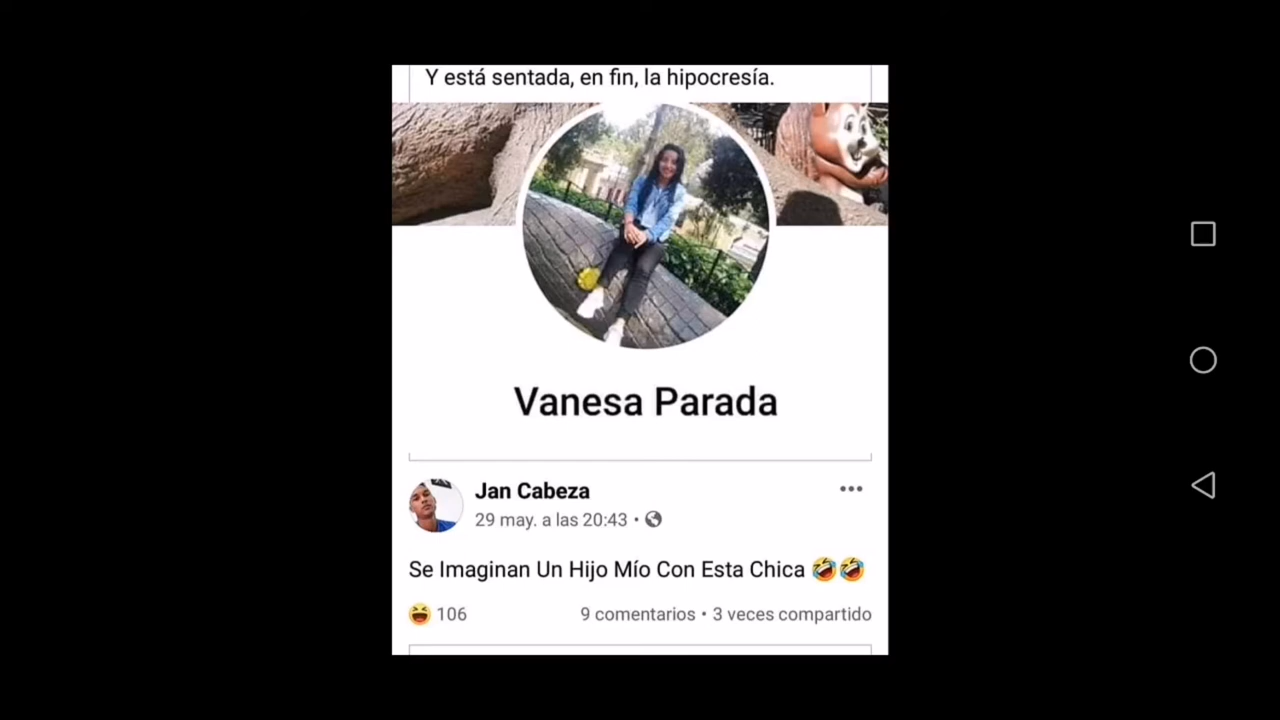 Y está sentada, en fin, la hipocresía.
Vanesa Parada
Jan Cabeza
29 may. a las 20:43 •
Se Imaginan Un Hijo Mío Con Esta Chica 🤣🤣
106
9 comentarios • 3 veces compartido